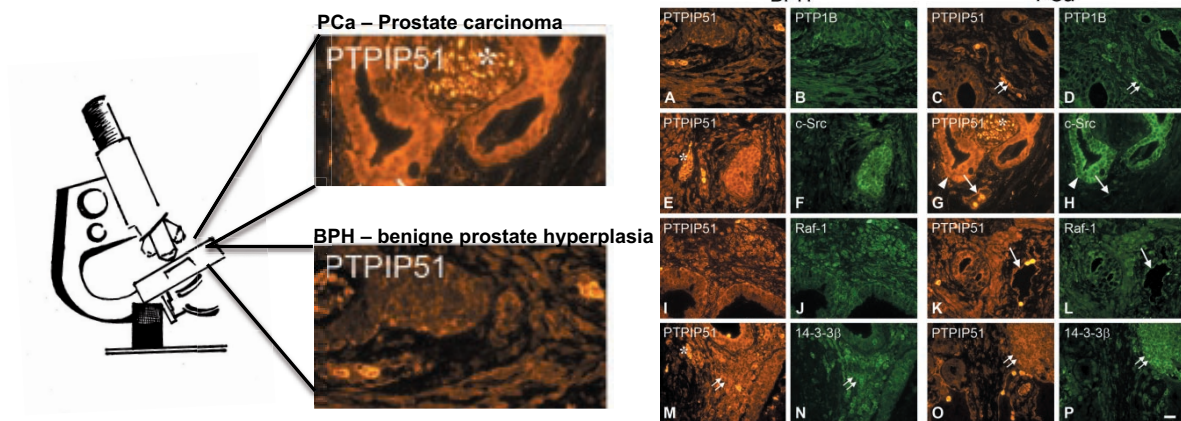 PCa – Prostate carcinoma
PTPIP51 *
BPH – benigne prostate hyperplasia
PTPIP51
PTPIP51 PTP1B PTPIP51 PTP1B
A B C D
PTPIP51 c-Src PTPIP51 * c-Src
*
E F G H
PTPIP51 Raf-1 PTPIP51 Raf-1
I J K L
PTPIP51 14-3-3β PTPIP51 14-3-3β
*
M N O P